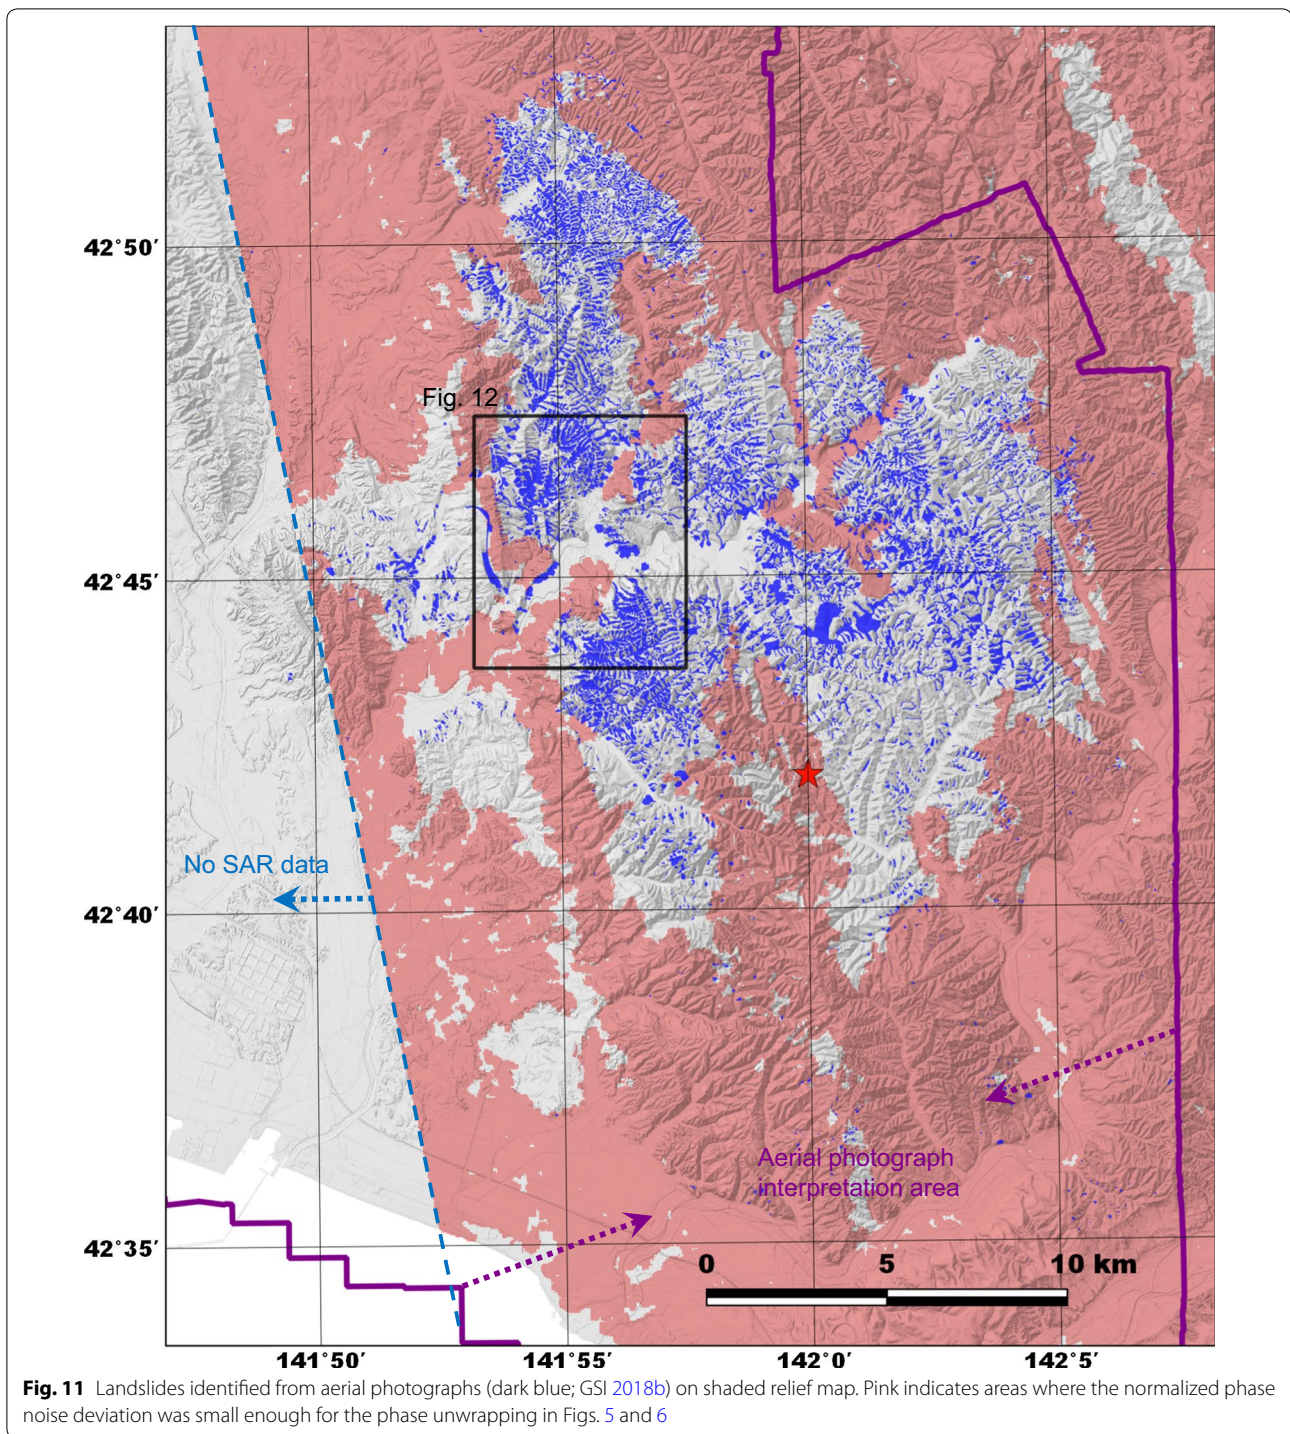 42˚50′
Fig. 12
42˚45′
No SAR data
42˚40′
Aerial photograph
interpretation area
42˚35′
0 5 10 km
141˚50′ 141˚55′ 142˚0′ 142˚5′
Fig. 11 Landslides identified from aerial photographs (dark blue; GSI 2018b) on shaded relief map. Pink indicates areas where the normalized phase
noise deviation was small enough for the phase unwrapping in Figs. 5 and 6